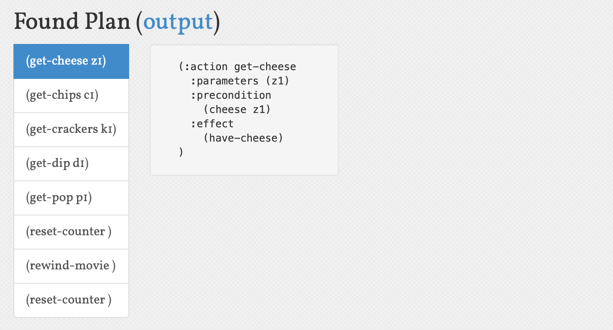 Found Plan (output)
(get-cheese z1)
(get-chips c1)
(get-crackers k1)
(get-dip d1)
(get-pop p1)
(reset-counter )
(rewind-movie )
(reset-counter )
(:action get-cheese
:parameters (z1)
:precondition
(cheese z1)
:effect
(have-cheese)
)